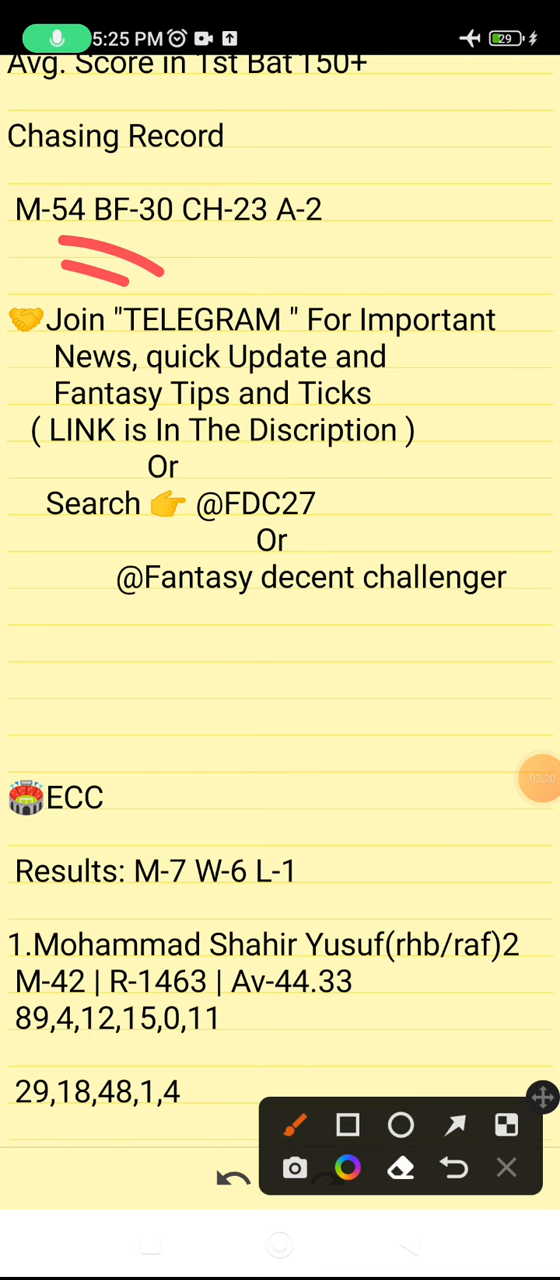 5:25 PM
29
Avg. Score in 1st Bat 150+
Chasing Record
M-54 BF-30 CH-23 A-2
🤝Join "TELEGRAM " For Important
News, quick Update and
Fantasy Tips and Ticks
( LINK is In The Discription )
Or
Search 👉 @FDC27
Or
@Fantasy decent challenger
02:20
🏟️ECC
Results: M-7 W-6 L-1
1.Mohammad Shahir Yusuf(rhb/raf)2
M-42 | R-1463 | Av-44.33
89,4,12,15,0,11
29,18,48,1,4